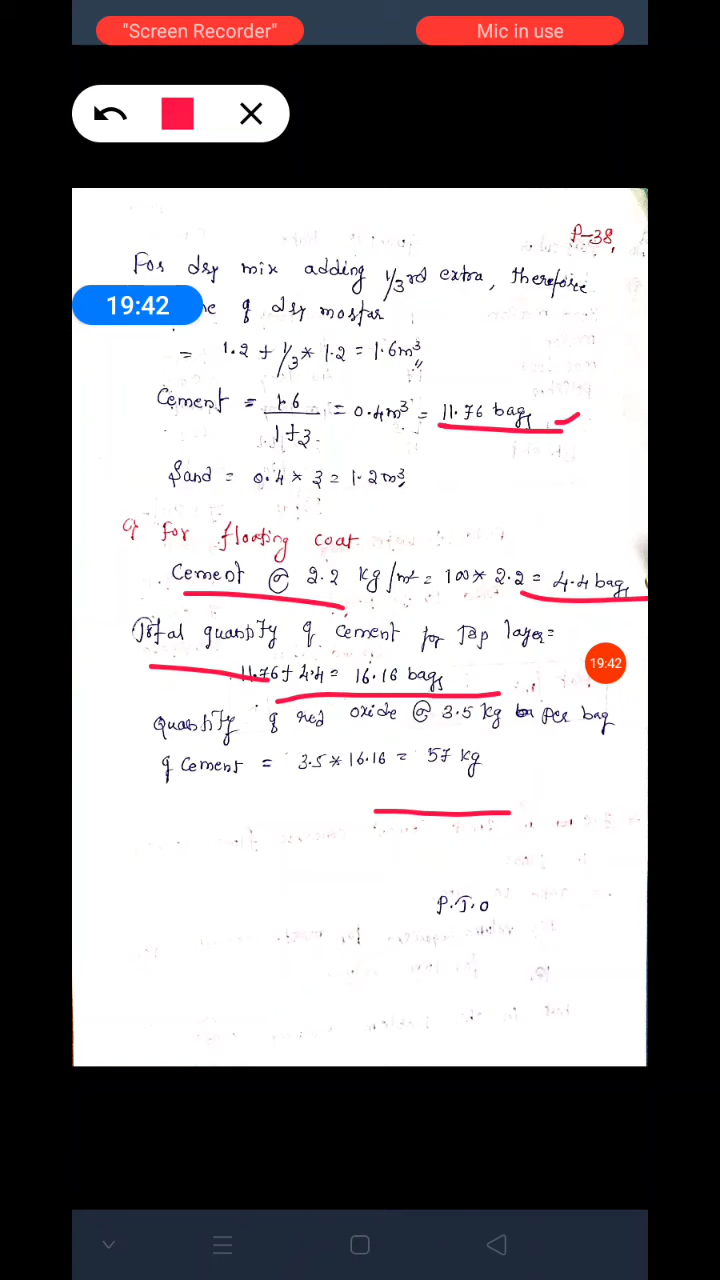 "Screen Recorder"
Mic in use
P-38,
For dry mix adding 1/3rd extra, therefore
19:42
of dry mortar
= 1.2 + 1/3 * 1.2 = 1.6m³
Cement = 1.6 / 1+3 = 0.4m³ = 11.76 bags
Sand = 0.4 * 3 = 1.2m³
for floating coat
Cement @ 2.2 kg/m² = 100 * 2.2 = 4.4 bags
Total quantity of cement for Top layer =
11.76 + 4.4 = 16.16 bags
19:42
Quantity of red oxide @ 3.5 kg per bag
of cement = 3.5 * 16.16 = 57 kg
P.T.O